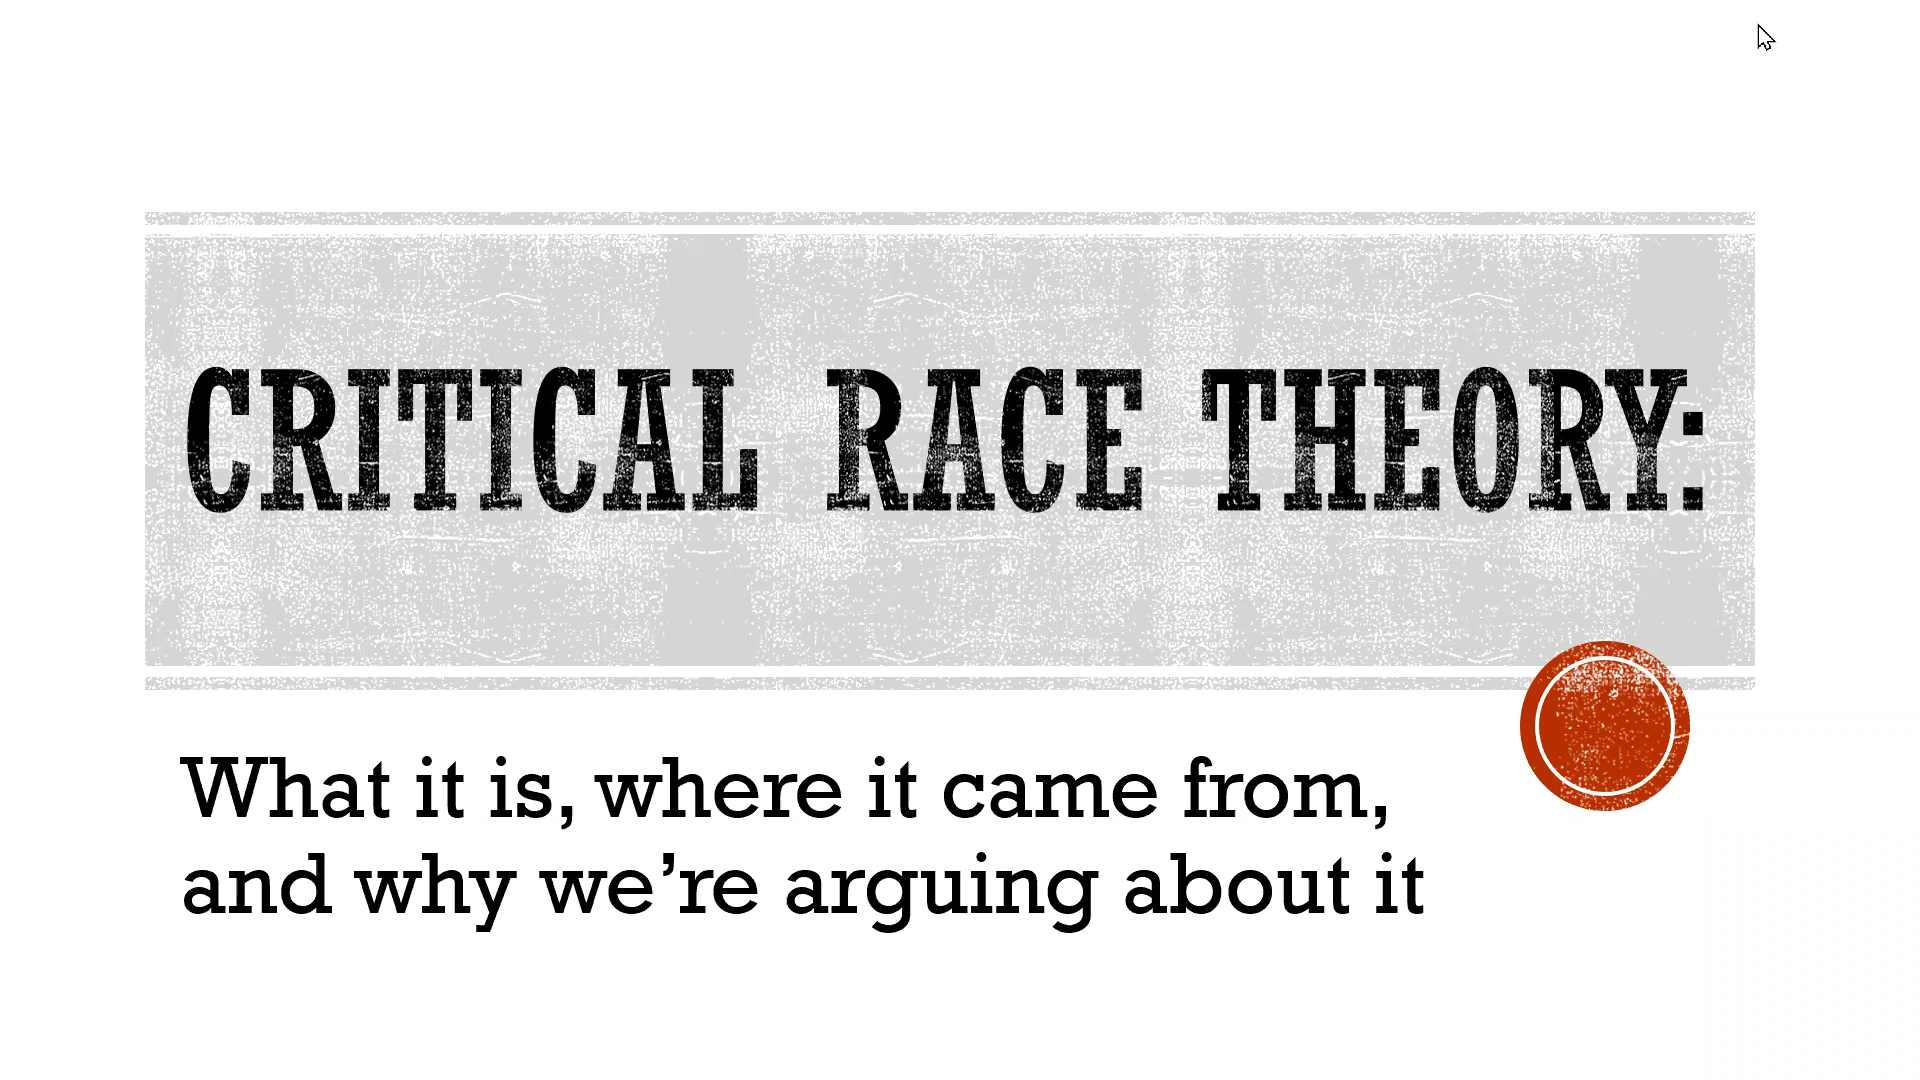 CRITICAL RACE THEORY:
What it is, where it came from,
and why we’re arguing about it